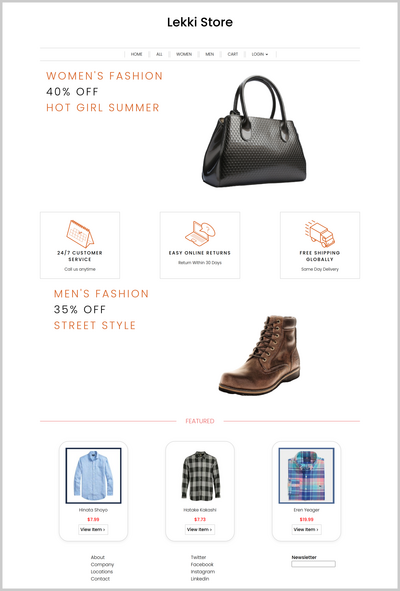 Lekki Store
HOME ALL WOMEN MEN CART LOGIN
WOMEN'S FASHION
40% OFF
HOT GIRL SUMMER
24/7 CUSTOMER
SERVICE
Call us anytime
EASY ONLINE RETURNS
Return Within 30 Days
FREE SHIPPING
GLOBALLY
Same Day Delivery
MEN'S FASHION
35% OFF
STREET STYLE
FEATURED
Hinata Shoyo
$7.99
View Item >
Hatake Kakashi
$7.73
View Item >
Eren Yeager
$19.99
View Item >
About
Company
Locations
Contact
Twitter
Facebook
Instagram
LinkedIn
Newsletter